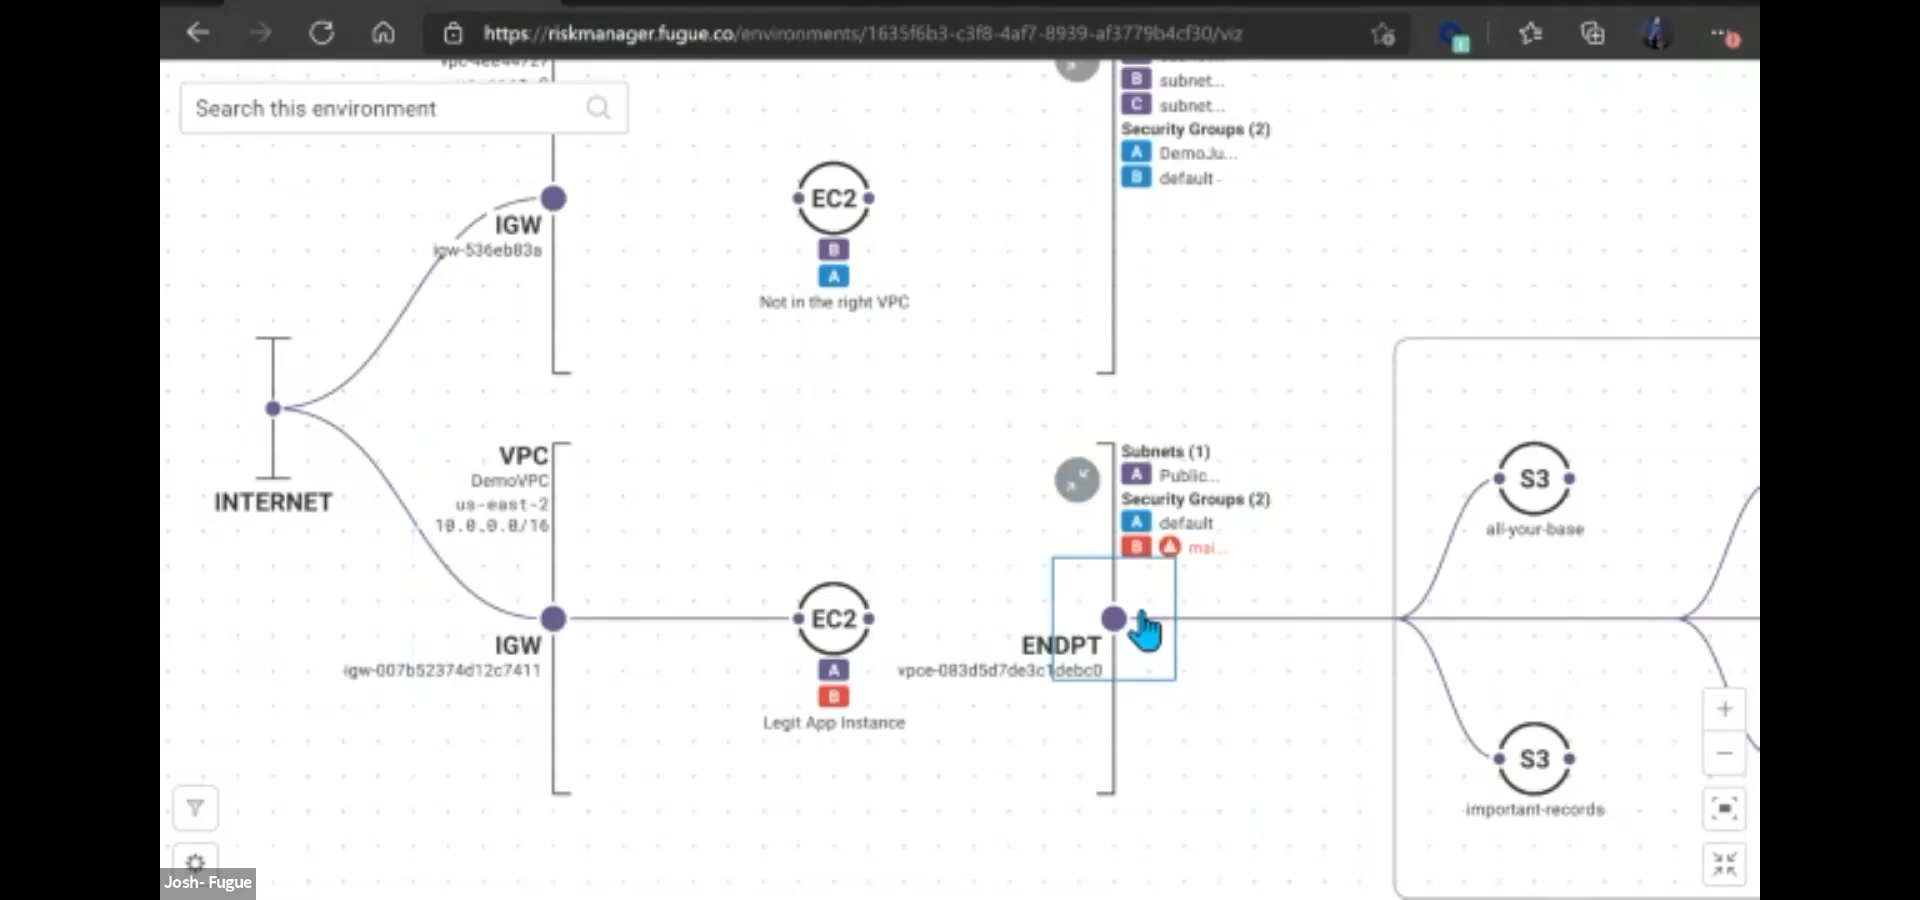 https://riskmanager.fugue.co/environments/1635f6b3-c3f8-4af7-8939-af3779b4cf30/viz
vpc-4ee44727
Search this environment
B subnet...
C subnet...
Security Groups (2)
A DemoJu...
B default
EC2
B
A
Not in the right VPC
IGW
igw-536eb83a
INTERNET
VPC
DemoVPC
us-east-2
10.0.0.0/16
Subnets (1)
A Public...
Security Groups (2)
A default
B mai...
IGW
igw-007b52374d12c7411
EC2
A
B
Legit App Instance
ENDPT
vpce-083d5d7de3c1debc0
S3
all-your-base
S3
important-records
Josh- Fugue